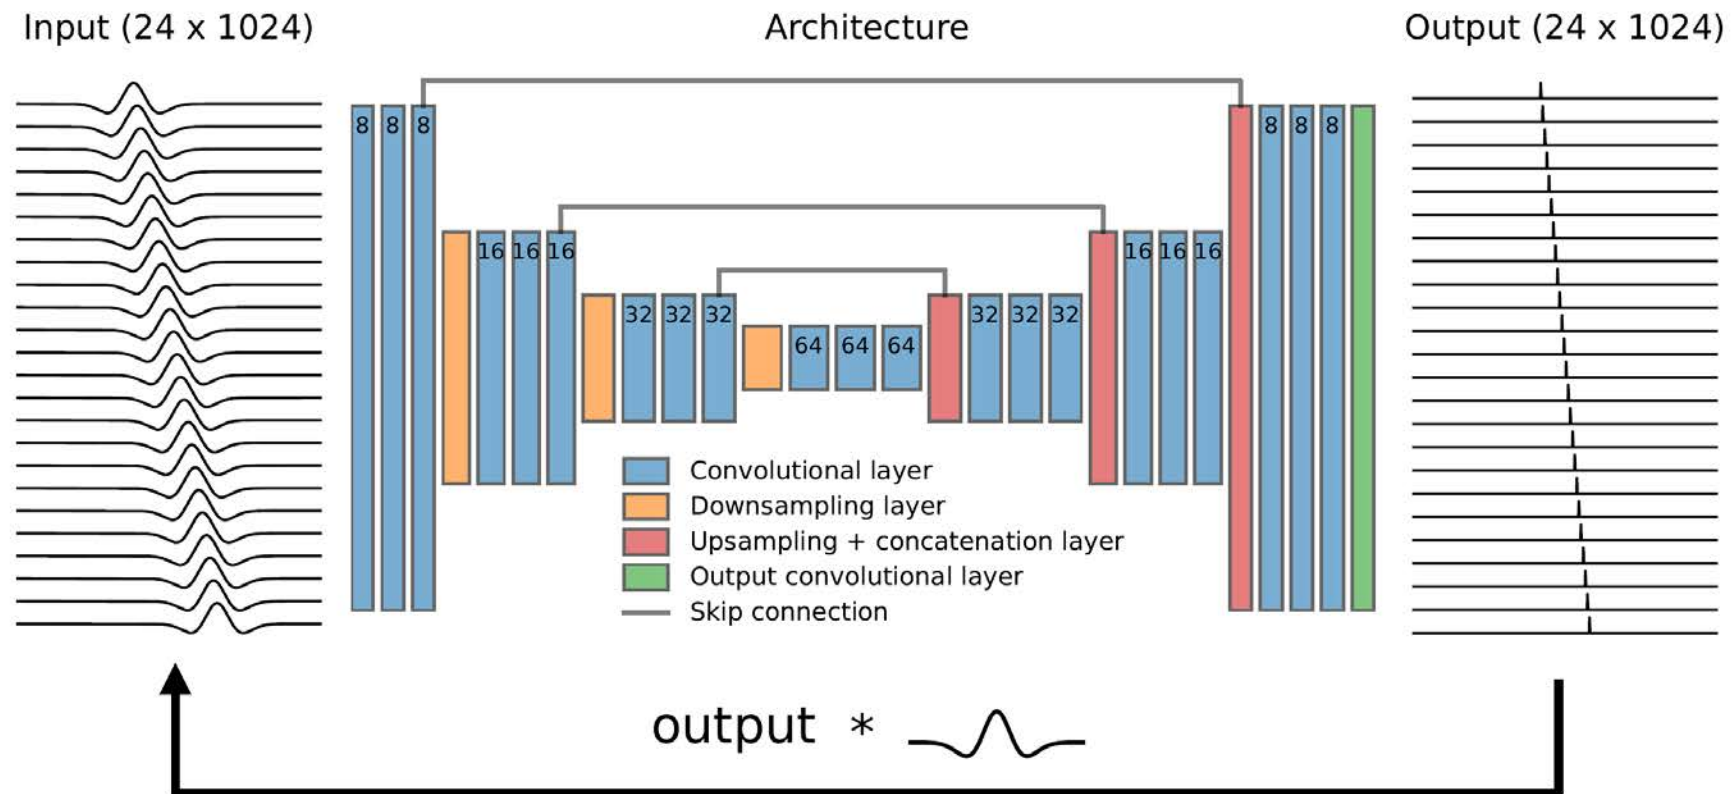 Input (24 x 1024)
Architecture
Output (24 x 1024)
8 8 8
8 8 8
16 16 16
16 16 16
32 32 32
32 32 32
64 64 64
Convolutional layer
Downsampling layer
Upsampling + concatenation layer
Output convolutional layer
Skip connection
output *